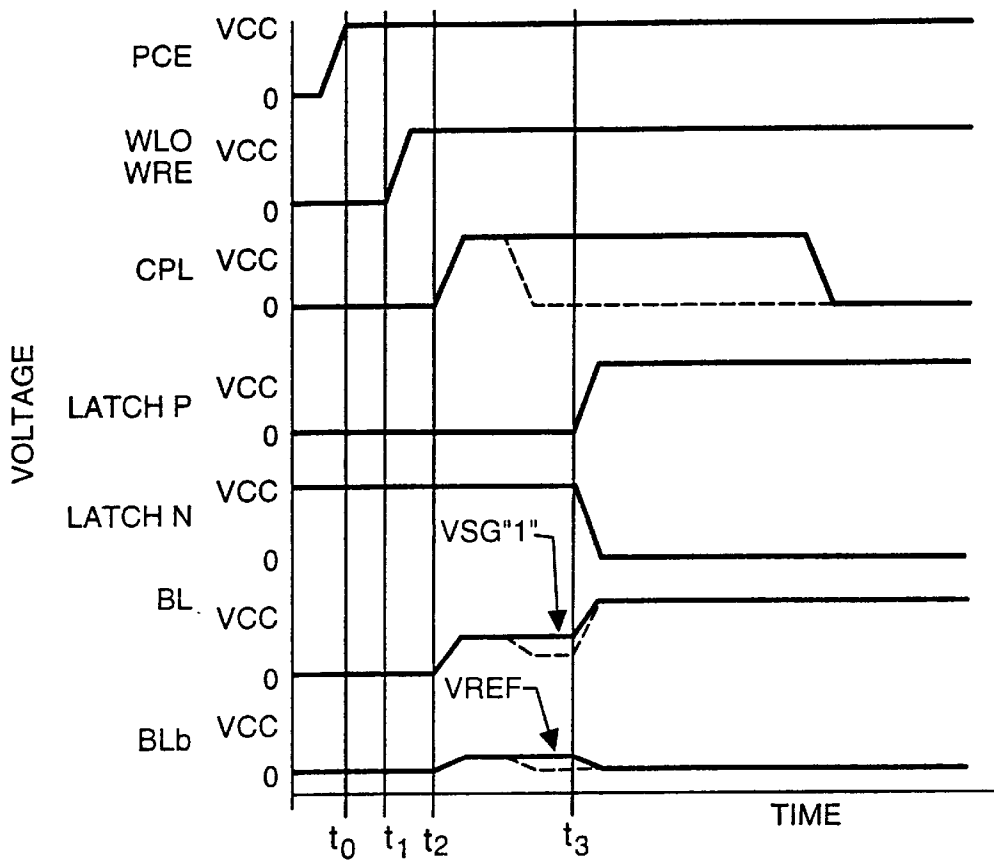 VCC
PCE
0
WLO
WRE
VCC
0
CPL
VCC
0
VOLTAGE
LATCH P
VCC
0
LATCH N
VCC
0
VSG"1"
BL
VCC
0
VREF
BLb
VCC
0
TIME
t0 t1 t2 t3